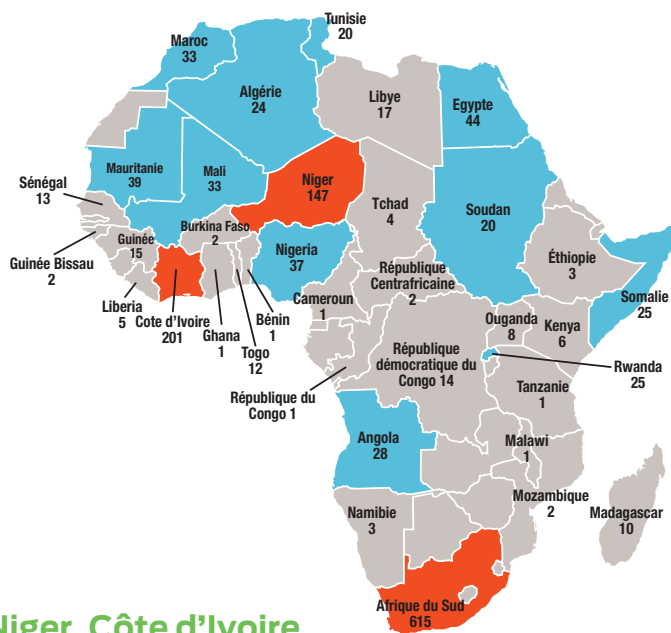 Tunisie
20
Maroc
33
Algérie
24
Libye
17
Egypte
44
Mauritanie
39
Mali
33
Niger
147
Sénégal
13
Tchad
4
Soudan
20
Burkina Faso
2
Guinée
15
Nigeria
37
Éthiopie
3
Guinée Bissau
2
République
Centrafricaine
2
Somalie
25
Liberia
5
Cote d'Ivoire
201
Ghana
1
Togo
12
Bénin
1
Cameroun
1
Ouganda
8
Kenya
6
Rwanda
25
République
démocratique du
Congo 14
République du
Congo 1
Tanzanie
1
Angola
28
Malawi
1
Mozambique
2
Namibie
3
Madagascar
10
Afrique du Sud
615
Niger, Côte d'Ivoire